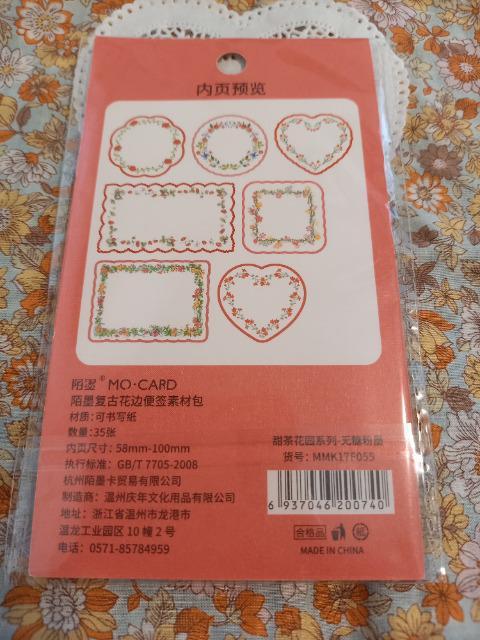 内页预览
陌墨® MO·CARD
陌墨复古花边便签素材包
材质：可书写纸
数量：35张
内页尺寸：58mm-100mm
执行标准：GB/T 7705-2008
杭州陌墨卡贸易有限公司
制造商：温州庆年文化用品有限公司
地址：浙江省温州市龙港市
温龙工业园区10幢2号
电话：0571-85784959
甜茶花园系列-无糖粉墨
货号：MMK17F055
6 937046 200740
合格品
纸
MADE IN CHINA